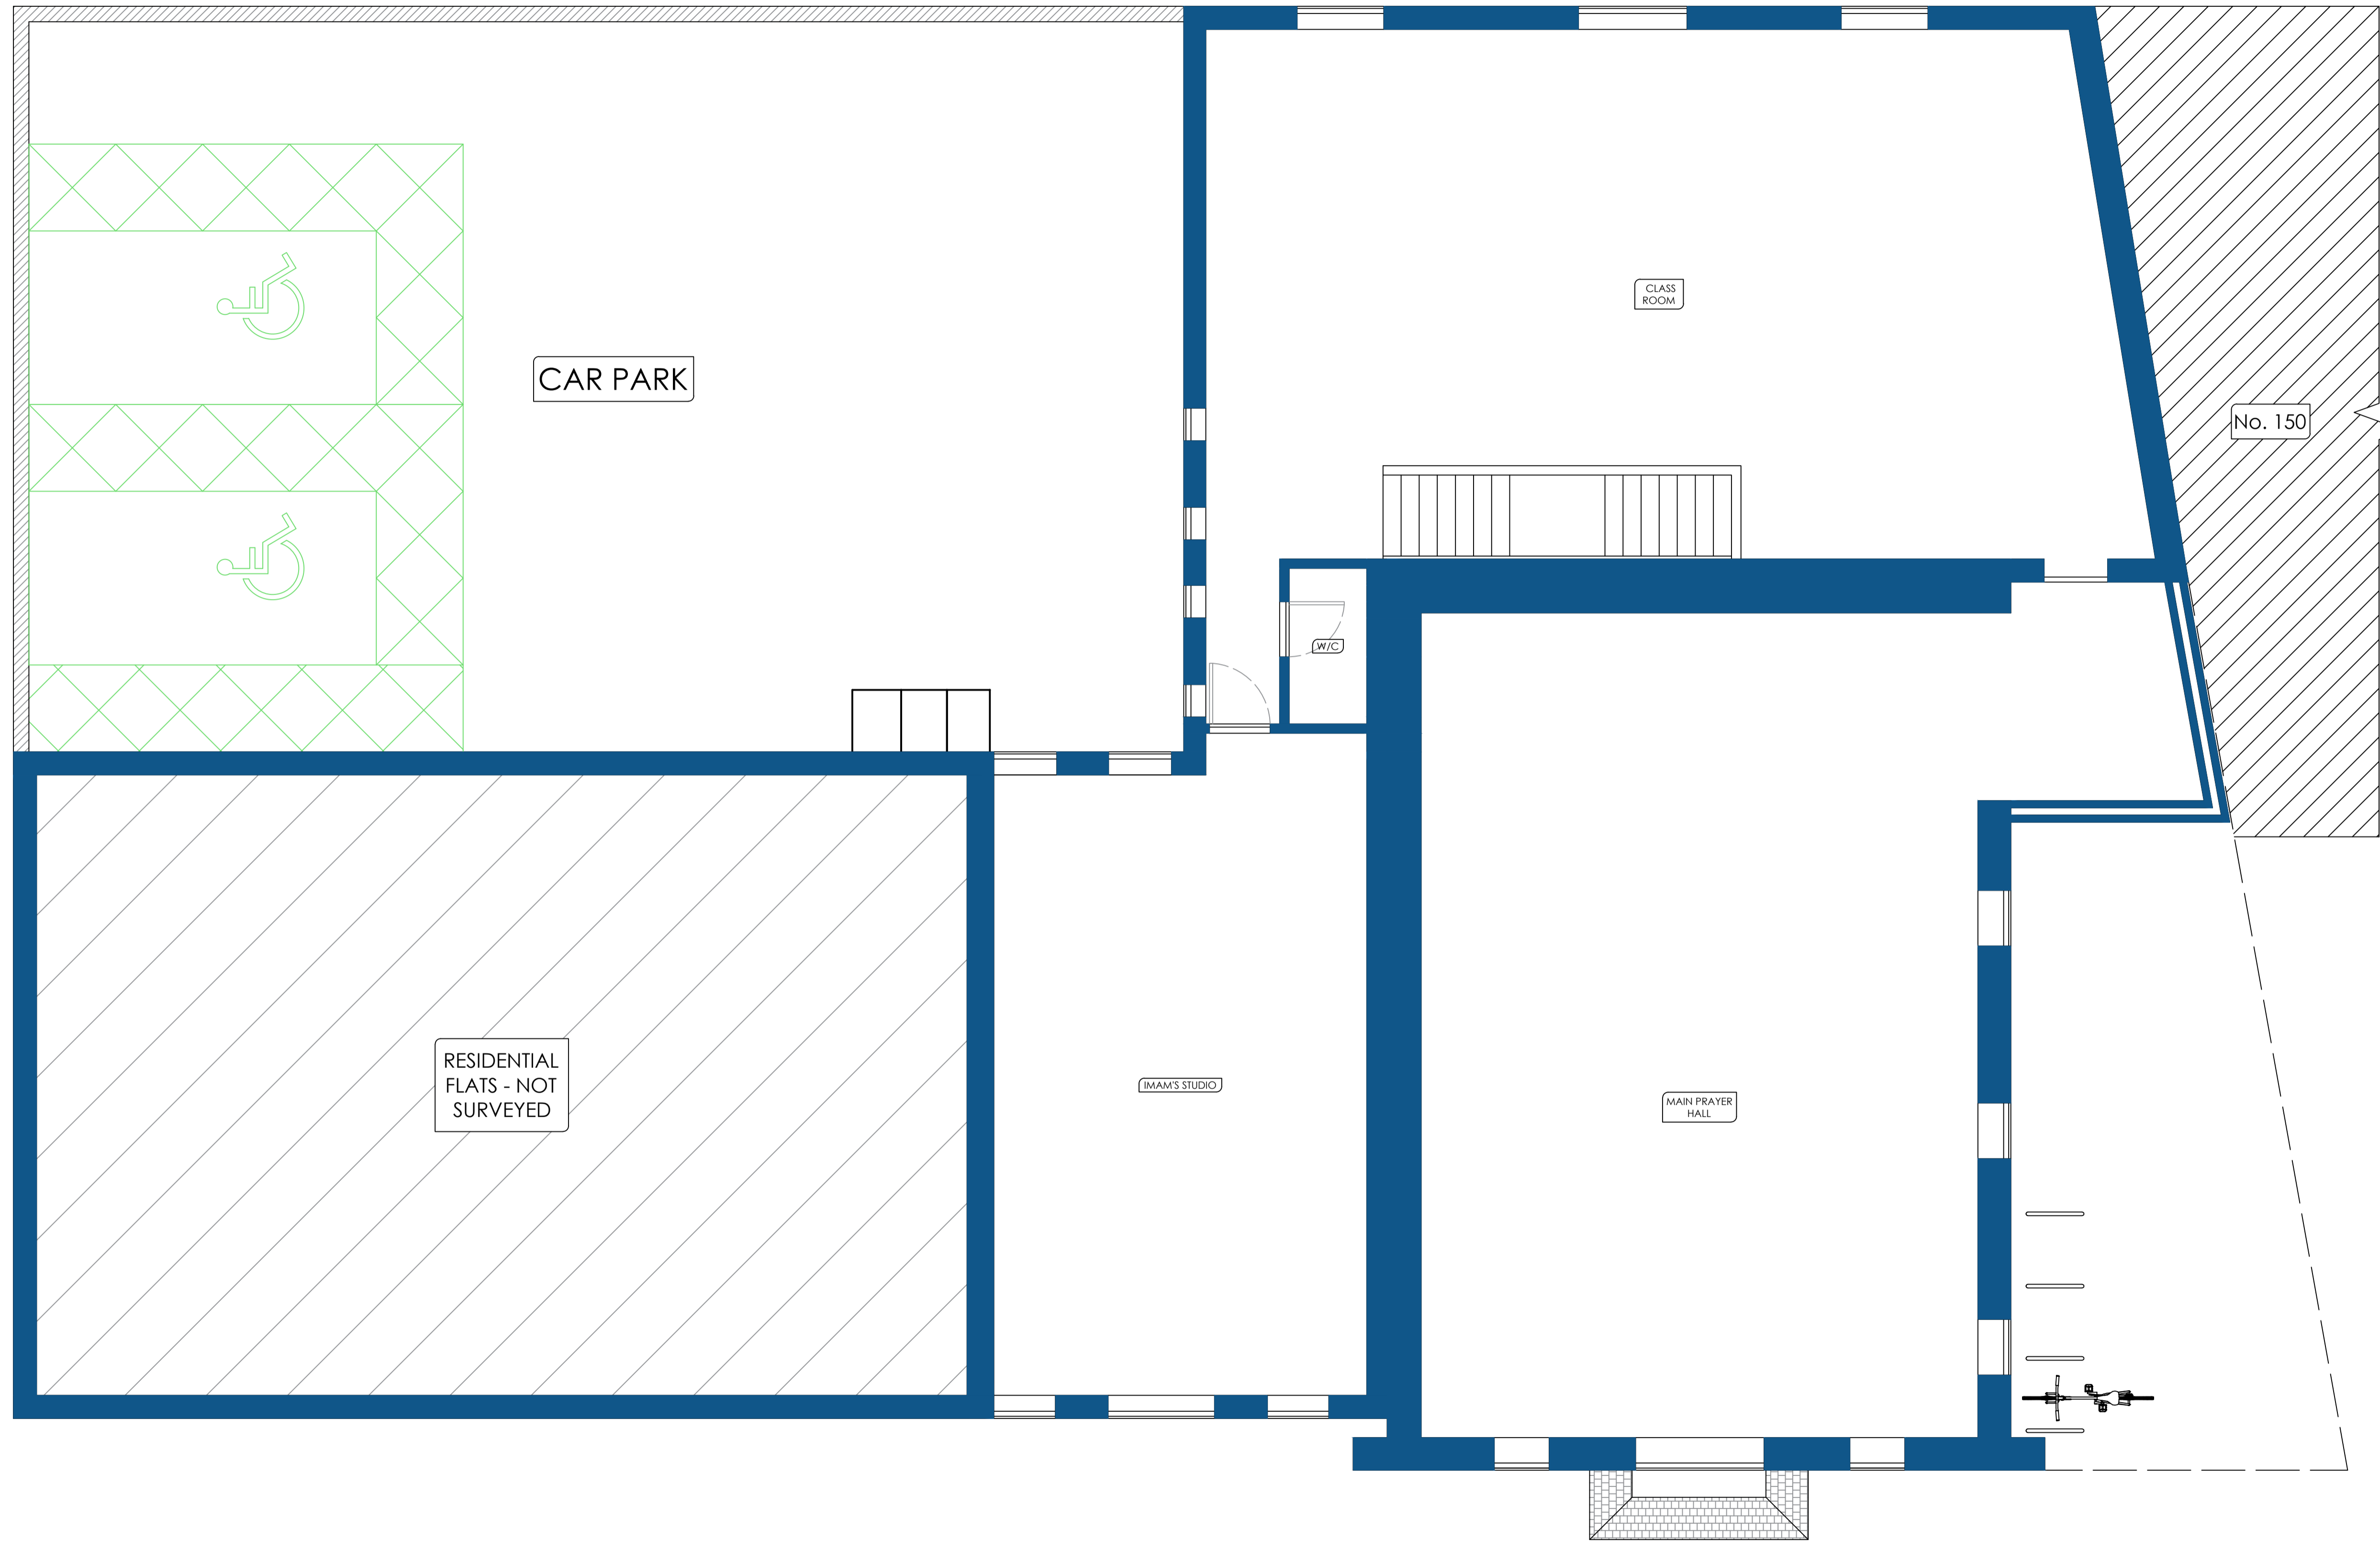 CLASS
ROOM
CAR PARK
No. 150
W/C
RESIDENTIAL
FLATS - NOT
SURVEYED
IMAM'S STUDIO
MAIN PRAYER
HALL